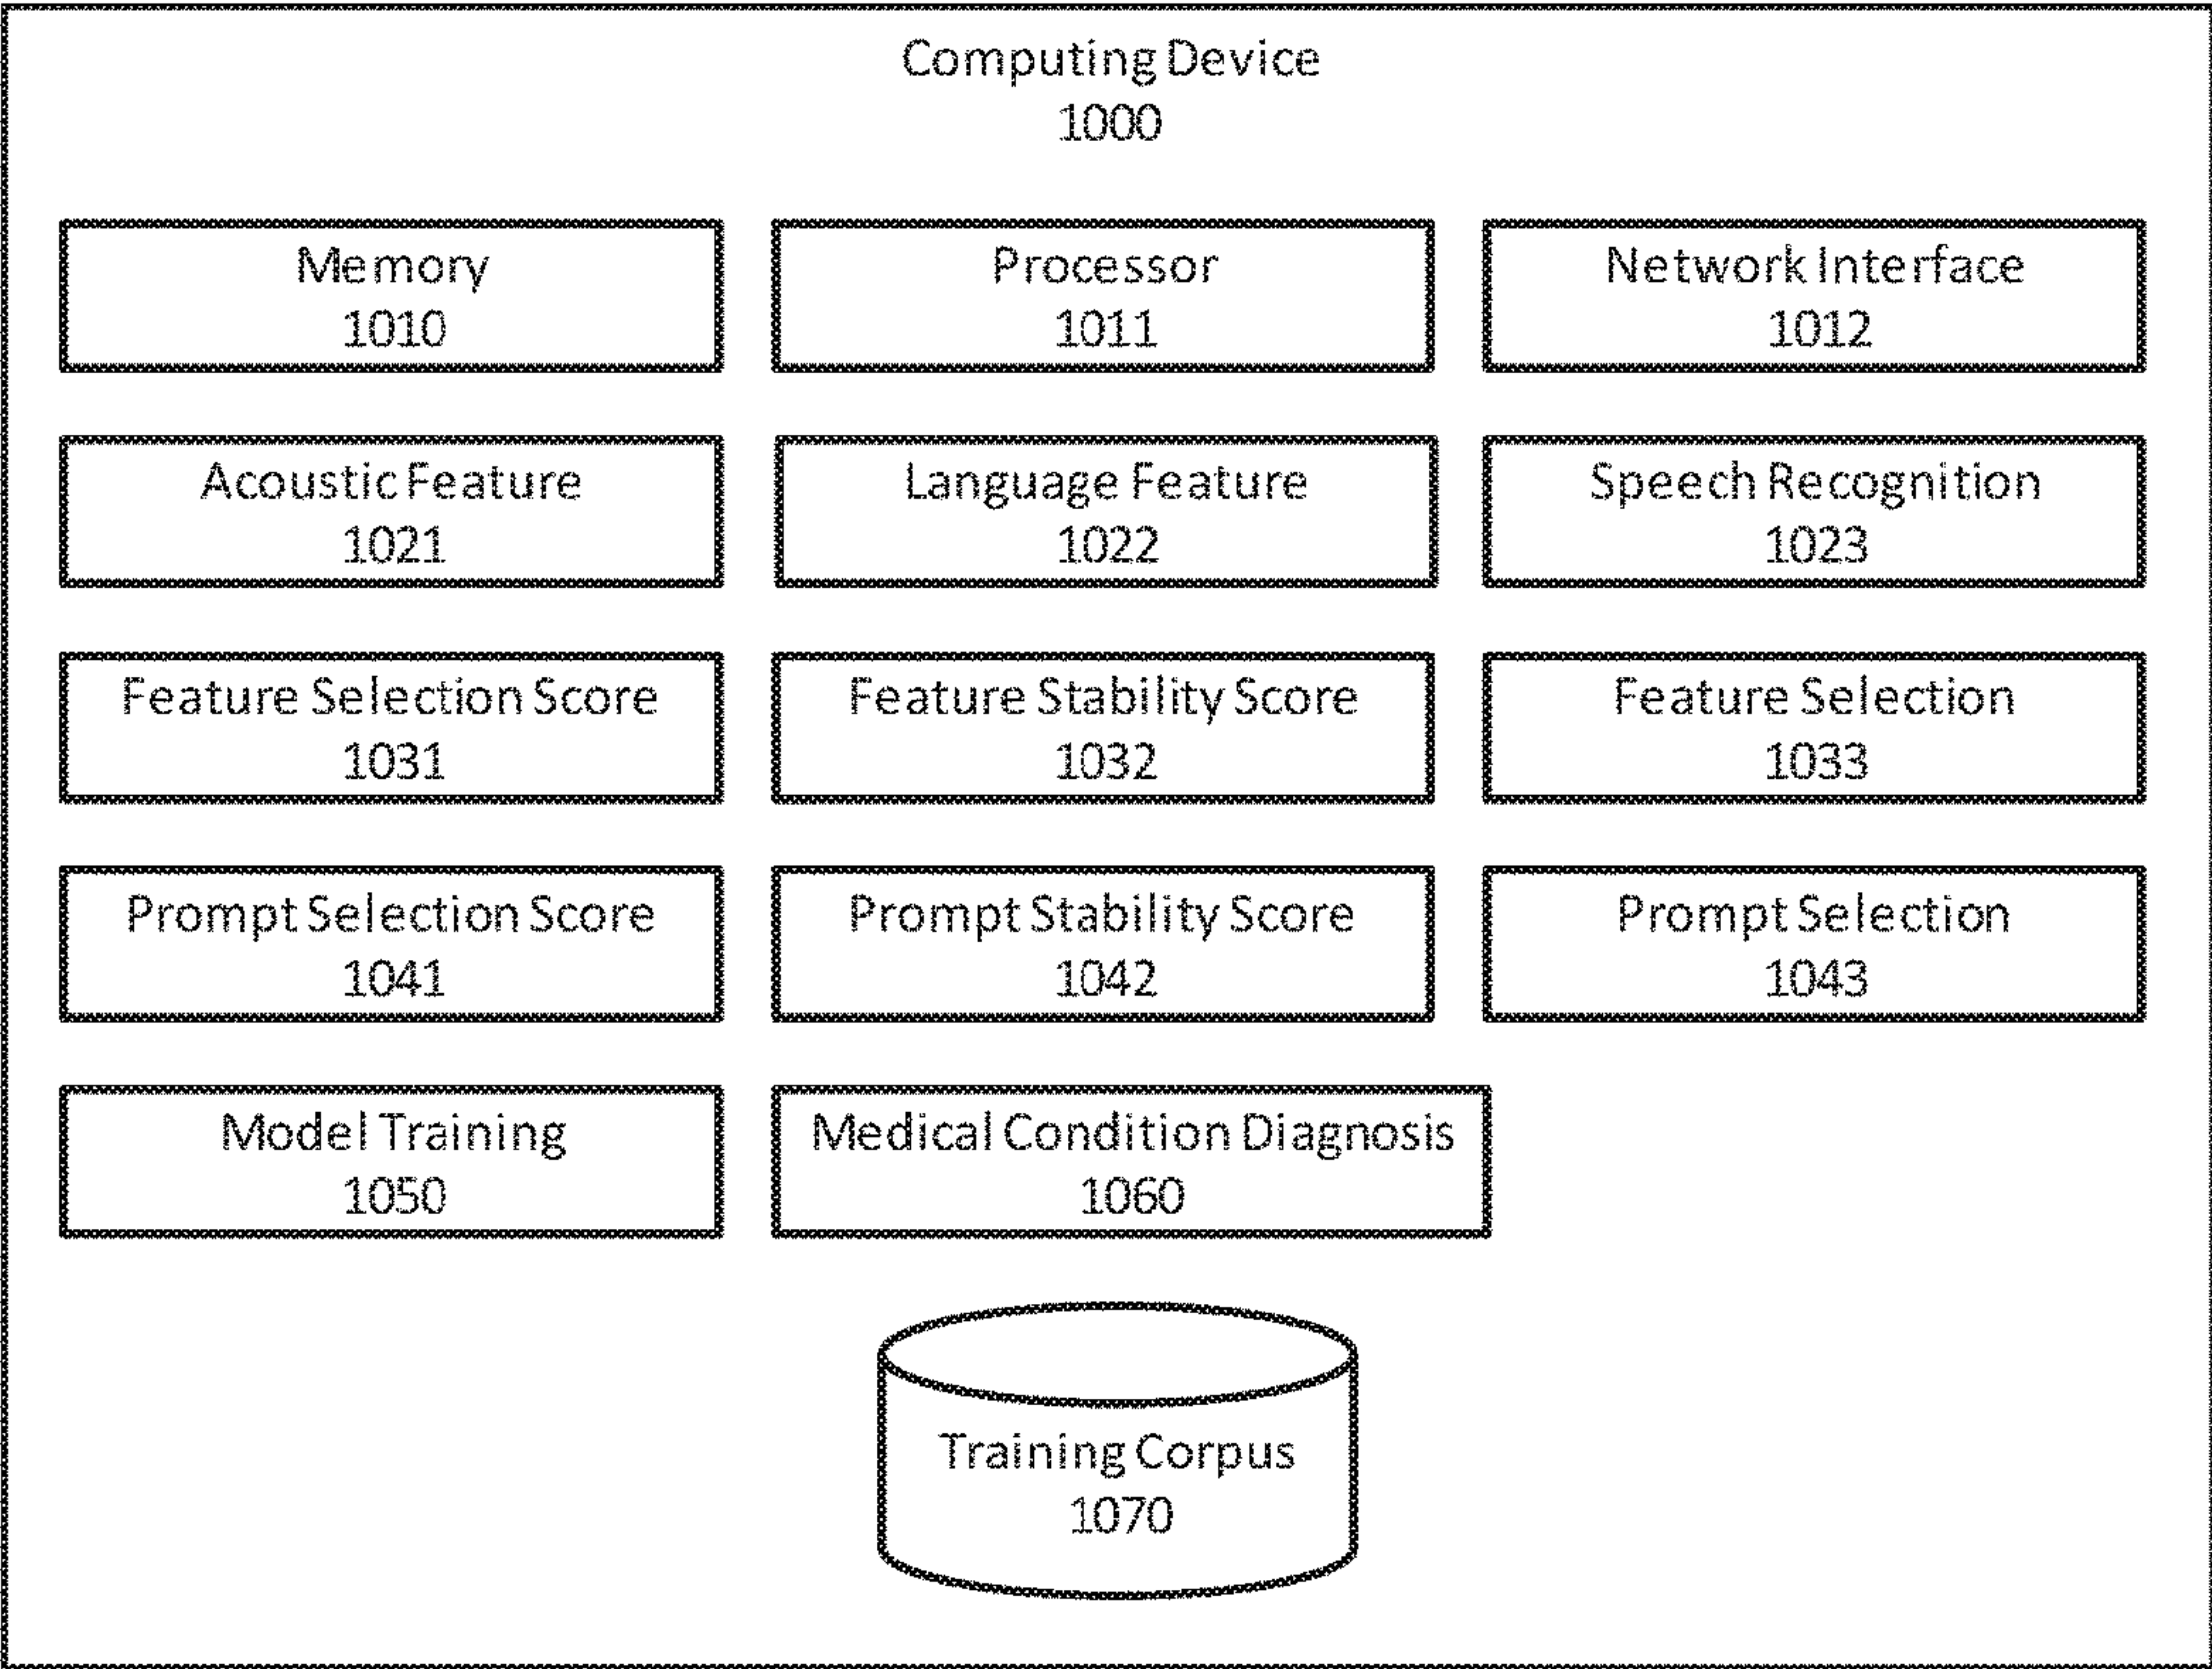 Computing Device
1000
Memory
1010
Processor
1011
Network Interface
1012
Acoustic Feature
1021
Language Feature
1022
Speech Recognition
1023
Feature Selection Score
1031
Feature Stability Score
1032
Feature Selection
1033
Prompt Selection Score
1041
Prompt Stability Score
1042
Prompt Selection
1043
Model Training
1050
Medical Condition Diagnosis
1060
Training Corpus
1070